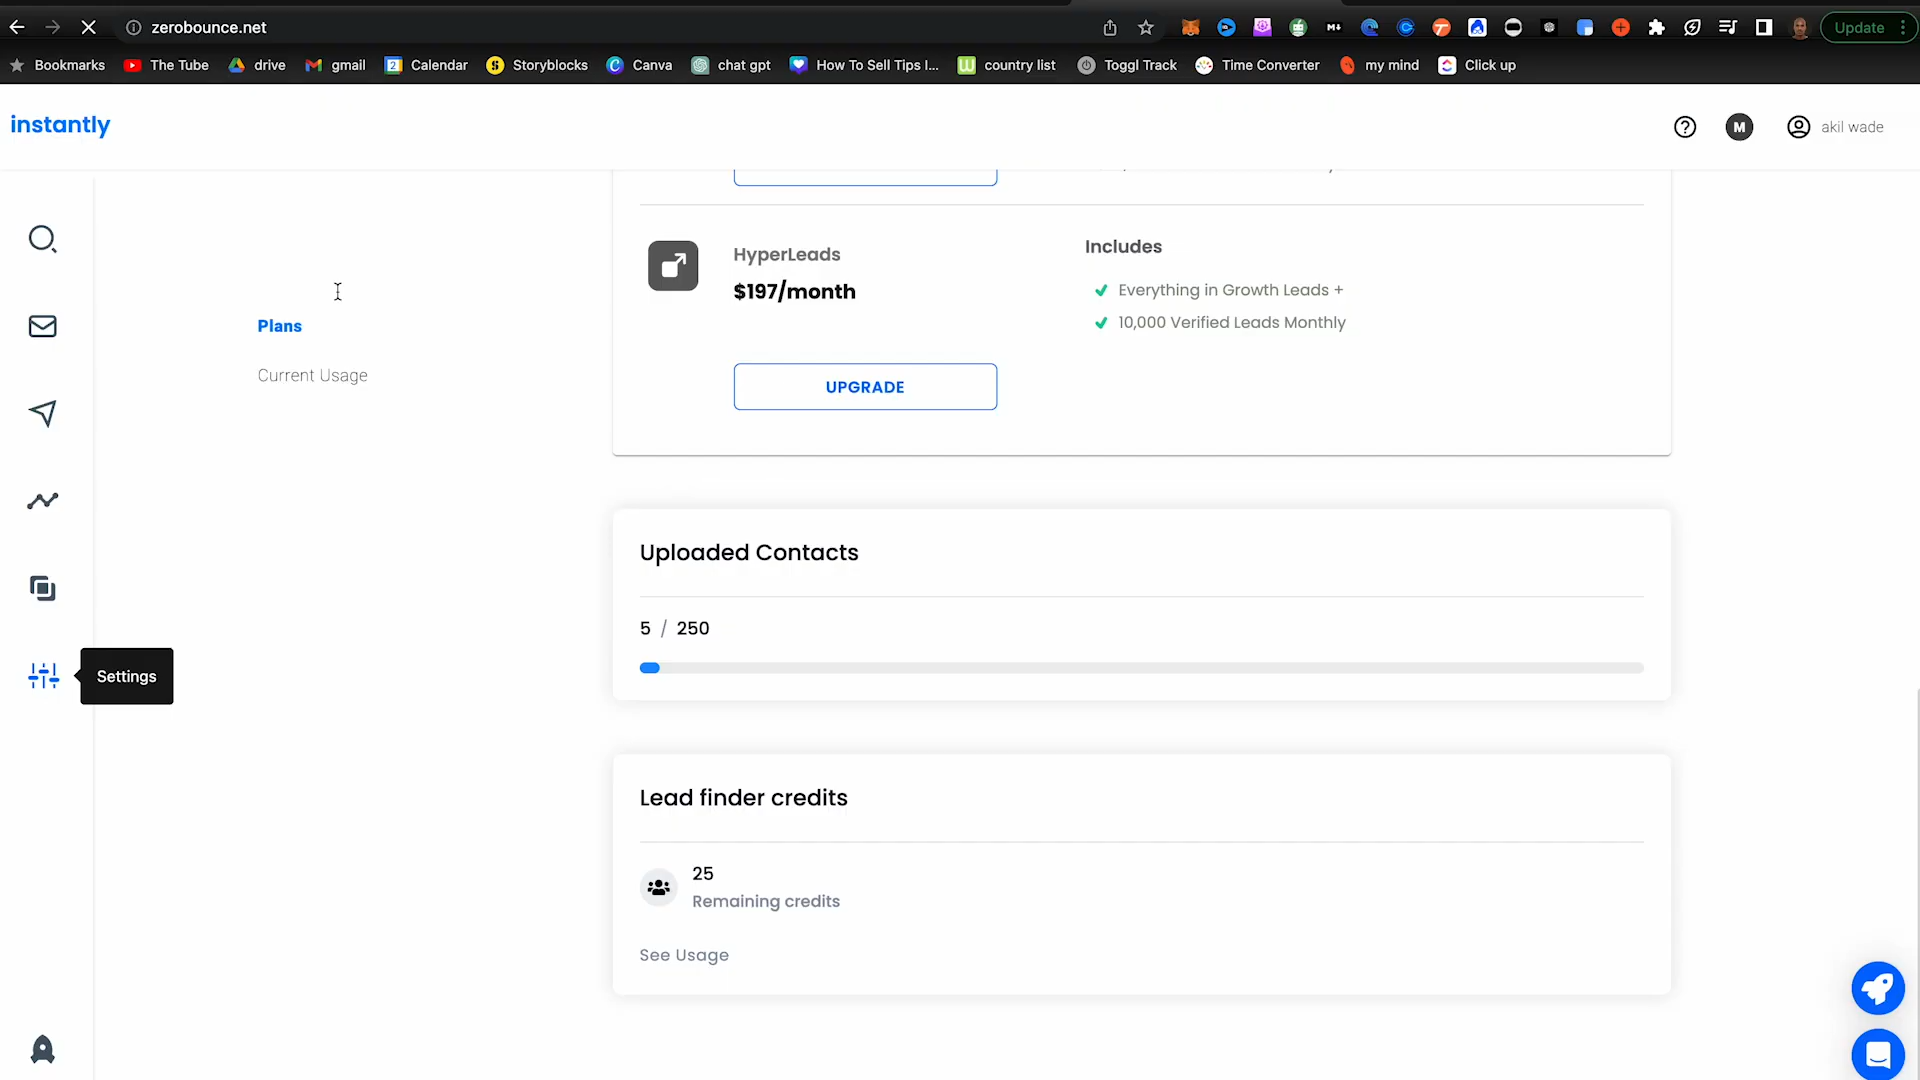 zerobounce.net
Update
Bookmarks The Tube drive gmail Calendar Storyblocks Canva chat gpt How To Sell Tips I... country list Toggl Track Time Converter my mind Click up
instantly
M
akil wade
HyperLeads
$197/month
Includes
Everything in Growth Leads +
10,000 Verified Leads Monthly
Plans
Current Usage
UPGRADE
Uploaded Contacts
5 / 250
Settings
Lead finder credits
25
Remaining credits
See Usage